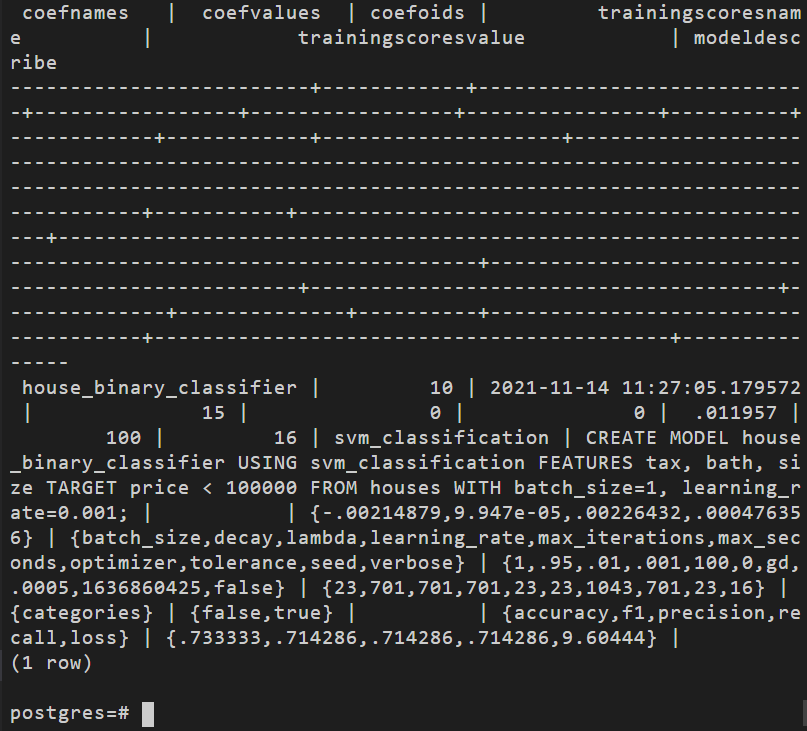 coefnames   |  coefvalues  | coefoids |         trainingscoresnam
e          |            trainingscoresvalue            | modeldesc
ribe
-------------------------+------------+---------------------------
-+-----------------+-----------------+----------------+----------+
------------+------------+--------------------+-------------------
------------------------------------------------------------------
------------------------------------------------------------------
-----------+-----------+------------------------------------------
---+--------------------------------------------------------------
---------------------------------------+--------------------------
------------------------+---------------------------------------+-
-------------+--------------+----------+--------------------------
-----------+-------------------------------------------+----------
-----
 house_binary_classifier |         10 | 2021-11-14 11:27:05.179572
 |              15 |               0 |              0 |  .011957 |
        100 |         16 | svm_classification | CREATE MODEL house
_binary_classifier USING svm_classification FEATURES tax, bath, si
ze TARGET price < 100000 FROM houses WITH batch_size=1, learning_r
ate=0.001; |           | {-.00214879,9.947e-05,.00226432,.00047635
6} | {batch_size,decay,lambda,learning_rate,max_iterations,max_sec
onds,optimizer,tolerance,seed,verbose} | {1,.95,.01,.001,100,0,gd,
.0005,1636860425,false} | {23,701,701,701,23,23,1043,701,23,16} |
{categories} | {false,true} |          | {accuracy,f1,precision,re
call,loss} | {.733333,.714286,.714286,.714286,9.60444} |
(1 row)
postgres=#